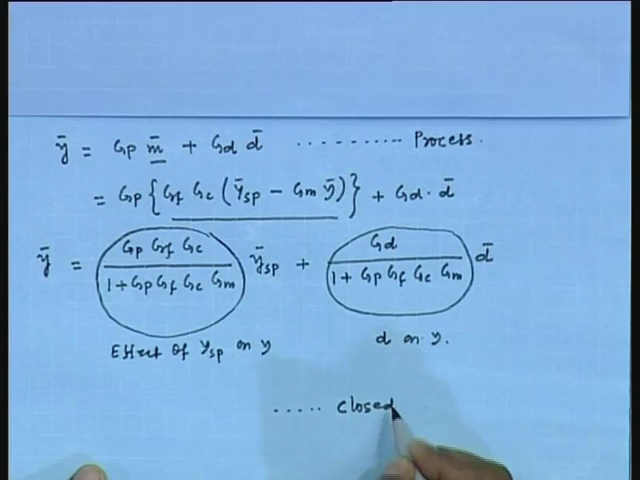 ȳ = Gp m̄ + Gd d̄ .......... Process.
= Gp { Gf Gc ( ȳsp - Gm ȳ ) } + Gd . d̄
ȳ = Gp Gf Gc / 1 + Gp Gf Gc Gm ȳsp + Gd / 1 + Gp Gf Gc Gm d̄
Effect of ysp on y d on y.
..... closed